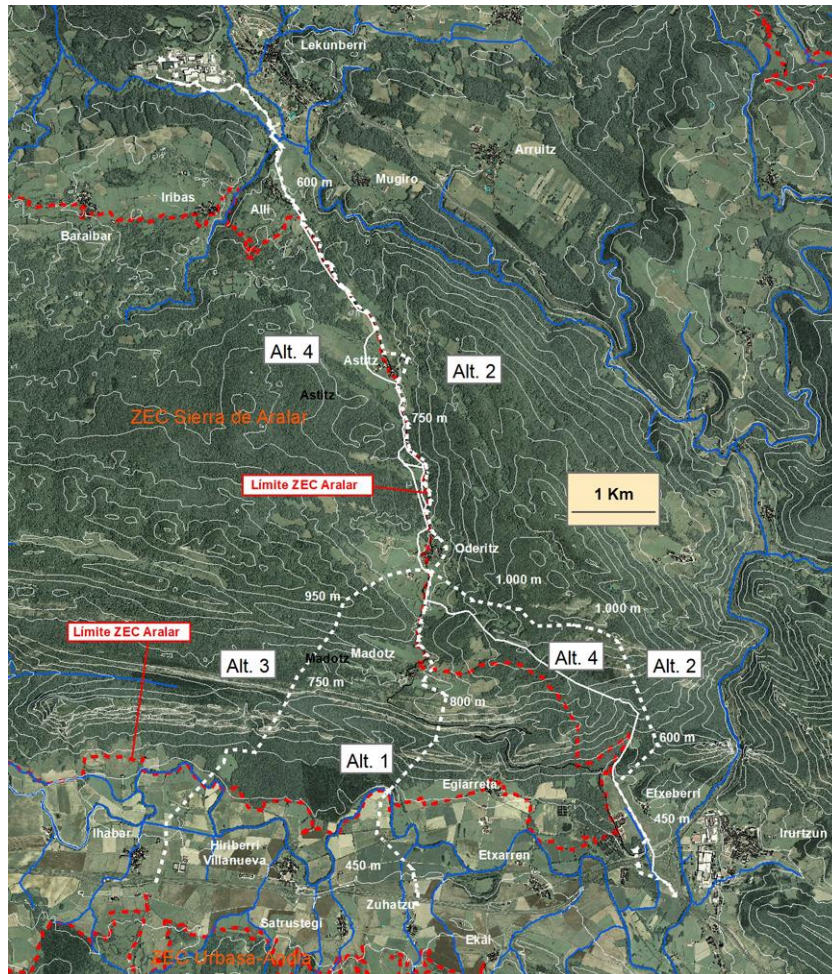 Lekunberri
Arruitz
600 m
Mugiro
Iribas
Alli
Baraibar
Alt. 4
Astitz
Alt. 2
Astitz
ZEC Sierra de Aralar
750 m
Límite ZEC Aralar
1 Km
Oderitz
1.000 m
950 m
1.000 m
Límite ZEC Aralar
Madotz
Madotz
Alt. 3
Alt. 4
Alt. 2
750 m
800 m
600 m
Alt. 1
Egiarreta
Etxeberri
450 m
Ihabar
Irurtzun
Hiriberri
Villanueva
Etxarren
450 m
Zuhatzu
Satrustegi
Ekai
ZEC Urbasa-Andia